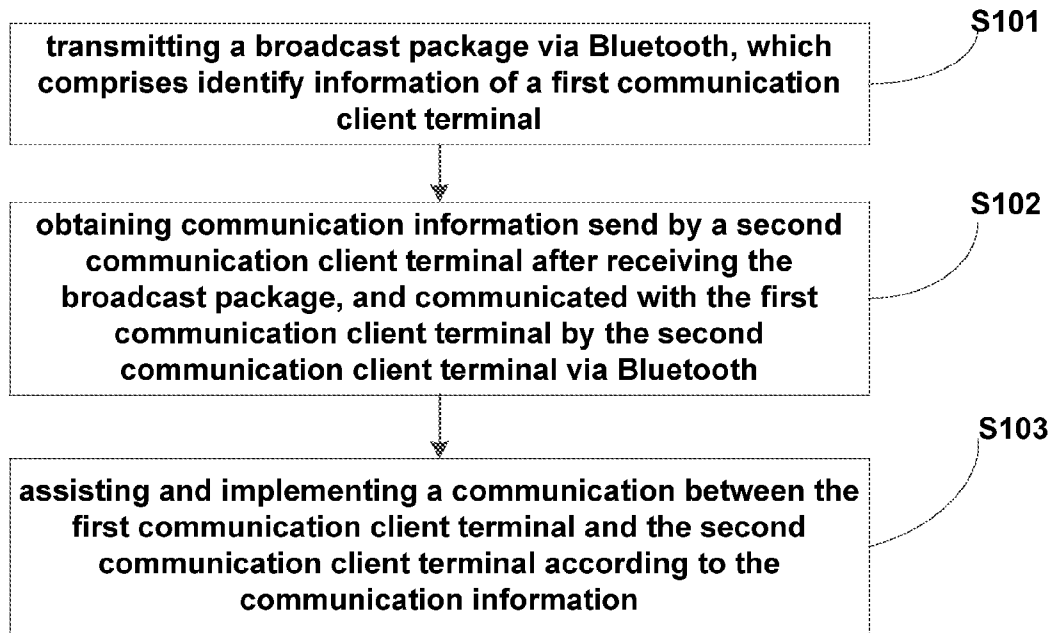 S101
transmitting a broadcast package via Bluetooth, which
comprises identify information of a first communication
client terminal
S102
obtaining communication information send by a second
communication client terminal after receiving the
broadcast package, and communicated with the first
communication client terminal by the second
communication client terminal via Bluetooth
S103
assisting and implementing a communication between the
first communication client terminal and the second
communication client terminal according to the
communication information